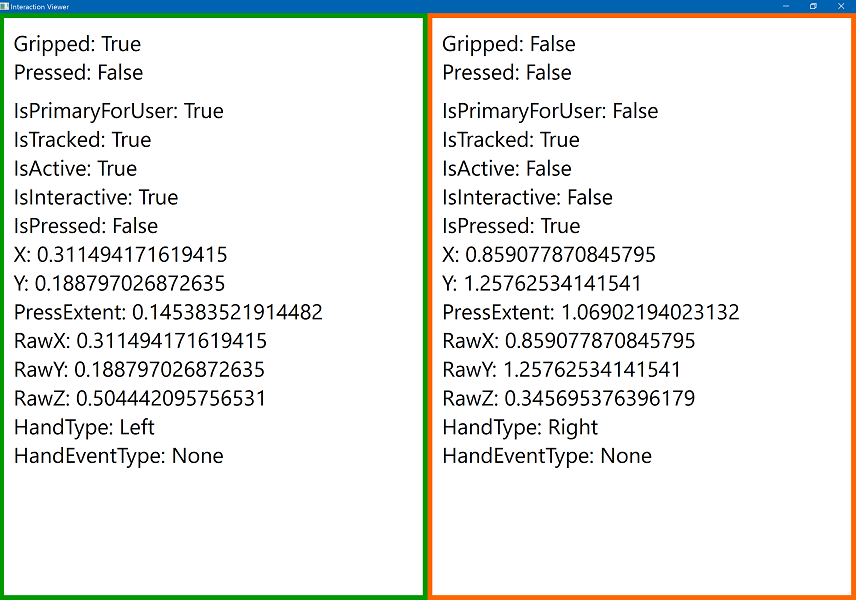 Interaction Viewer
Gripped: True
Pressed: False
IsPrimaryForUser: True
IsTracked: True
IsActive: True
IsInteractive: True
IsPressed: False
X: 0.311494171619415
Y: 0.188797026872635
PressExtent: 0.145383521914482
RawX: 0.311494171619415
RawY: 0.188797026872635
RawZ: 0.504442095756531
HandType: Left
HandEventType: None
Gripped: False
Pressed: False
IsPrimaryForUser: False
IsTracked: True
IsActive: False
IsInteractive: False
IsPressed: True
X: 0.859077870845795
Y: 1.25762534141541
PressExtent: 1.06902194023132
RawX: 0.859077870845795
RawY: 1.25762534141541
RawZ: 0.345695376396179
HandType: Right
HandEventType: None